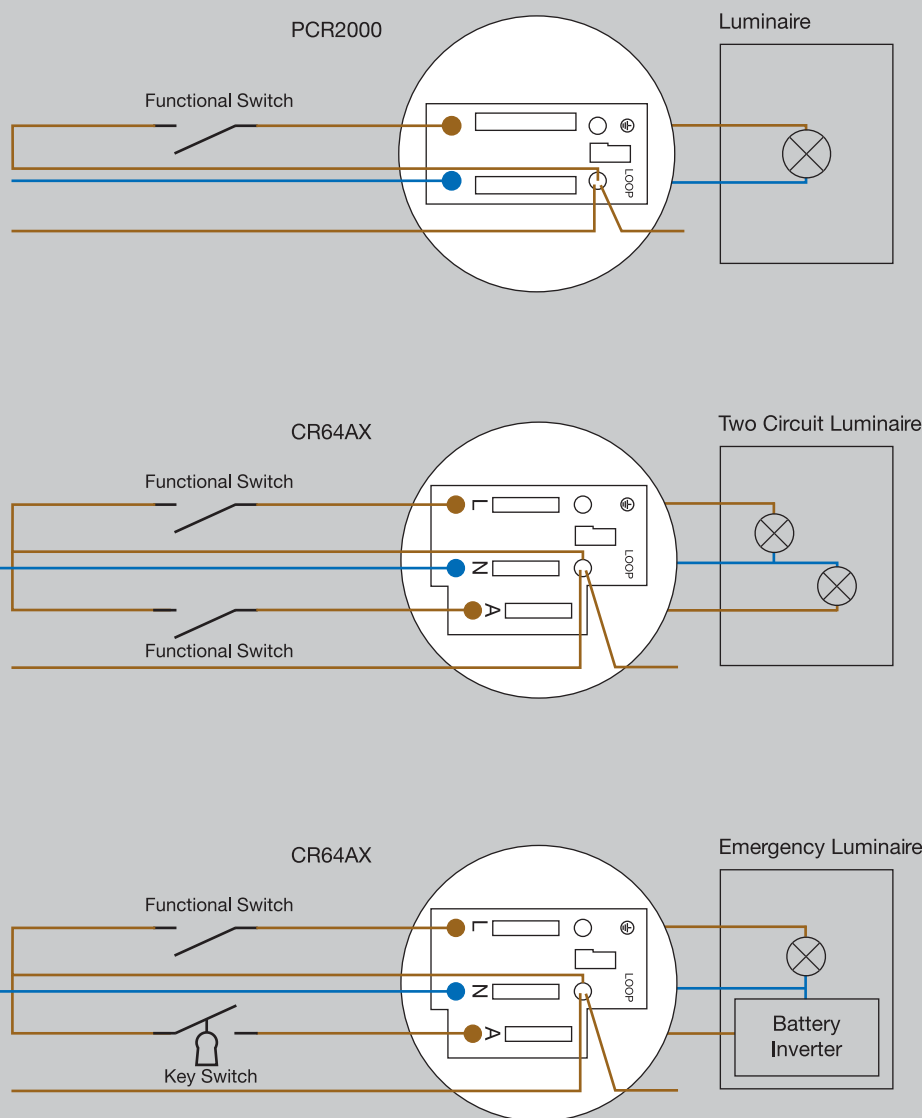 PCR2000
Luminaire
Functional Switch
LOOP
CR64AX
Two Circuit Luminaire
Functional Switch
L
N
LOOP
A
Functional Switch
CR64AX
Emergency Luminaire
Functional Switch
L
N
LOOP
A
Battery
Inverter
Key Switch